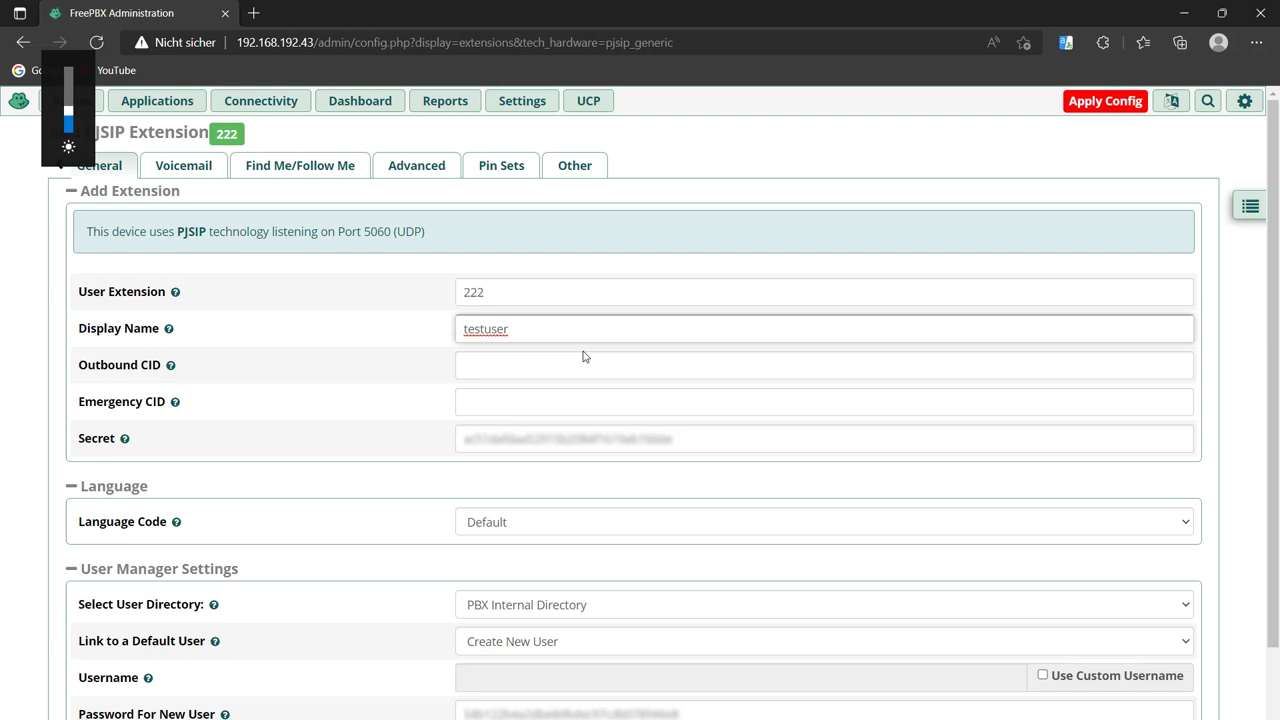 FreePBX Administration
Nicht sicher 192.168.192.43/admin/config.php?display=extensions&tech_hardware=pjsip_generic
YouTube
Applications Connectivity Dashboard Reports Settings UCP Apply Config
PJSIP Extension 222
General Voicemail Find Me/Follow Me Advanced Pin Sets Other
Add Extension
This device uses PJSIP technology listening on Port 5060 (UDP)
User Extension 222
Display Name testuser
Outbound CID
Emergency CID
Secret
Language
Language Code Default
User Manager Settings
Select User Directory: PBX Internal Directory
Link to a Default User Create New User
Username Use Custom Username
Password For New User